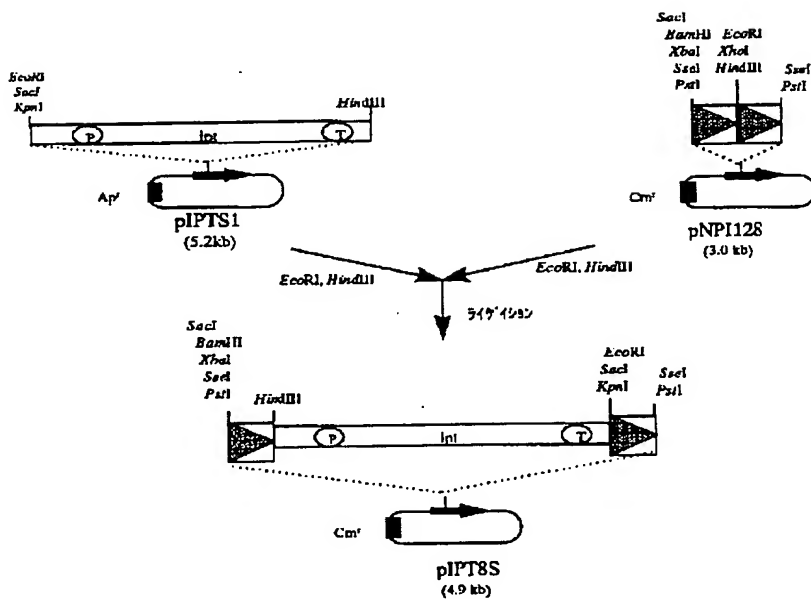 EcoRI
SacI
KpnI
HindIII
P
Ipt
T
Apʳ
pIPTS1
(5.2kb)
SacI
BamHI
XbaI
SseI
PstI
EcoRI
XhoI
HindIII
SseI
PstI
Cmʳ
pNPI128
(3.0 kb)
EcoRI, HindIII
EcoRI, HindIII
ライゲイション
SacI
BamHI
XbaI
SseI
PstI
HindIII
P
Ipt
T
EcoRI
SacI
KpnI
SseI
PstI
Cmʳ
pIPT8S
(4.9 kb)